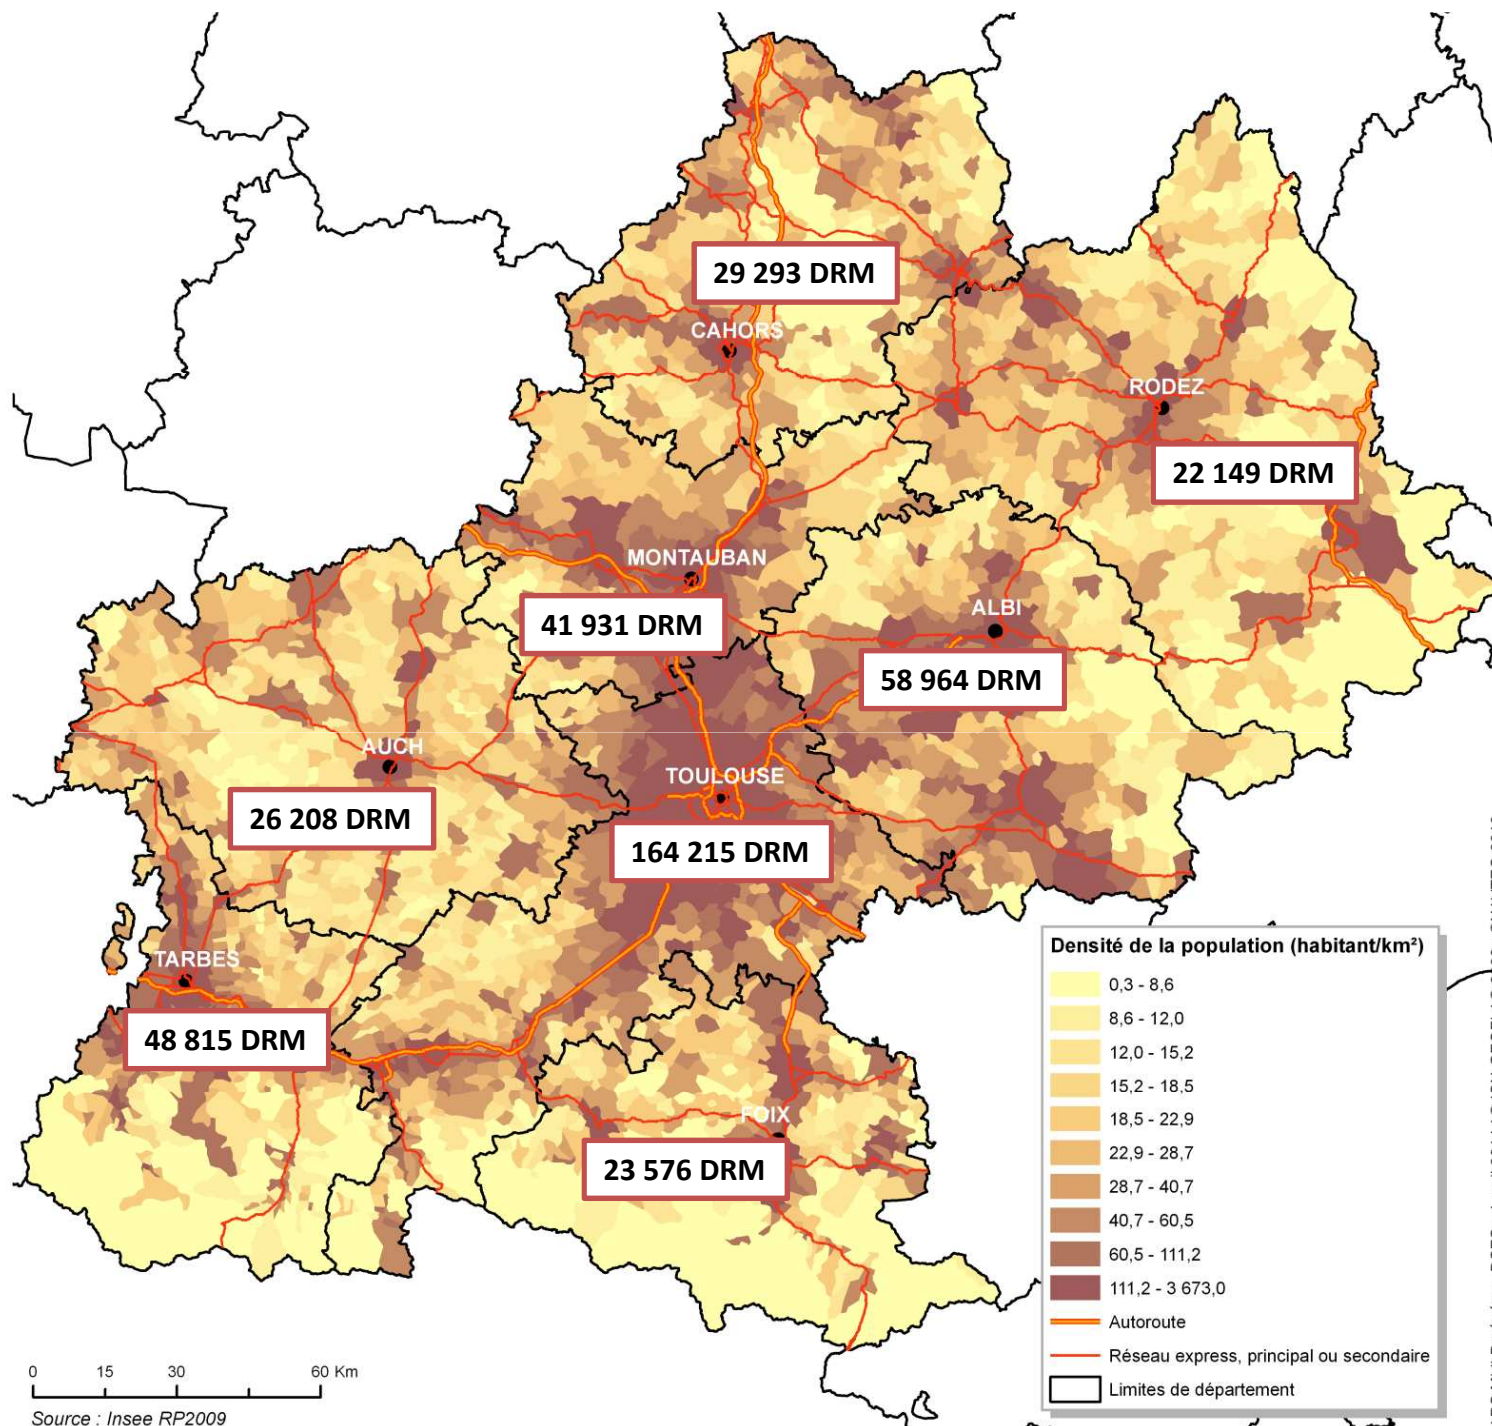 29 293 DRM
CAHORS
RODEZ
22 149 DRM
MONTAUBAN
41 931 DRM
ALBI
58 964 DRM
AUCH
26 208 DRM
TOULOUSE
164 215 DRM
TARBES
48 815 DRM
FOIX
23 576 DRM
Densité de la population (habitant/km²)
0,3 - 8,6
8,6 - 12,0
12,0 - 15,2
15,2 - 18,5
18,5 - 22,9
22,9 - 28,7
28,7 - 40,7
40,7 - 60,5
60,5 - 111,2
111,2 - 3 673,0
Autoroute
Réseau express, principal ou secondaire
Limites de département
0 15 30 60 Km
Source : Insee RP2009